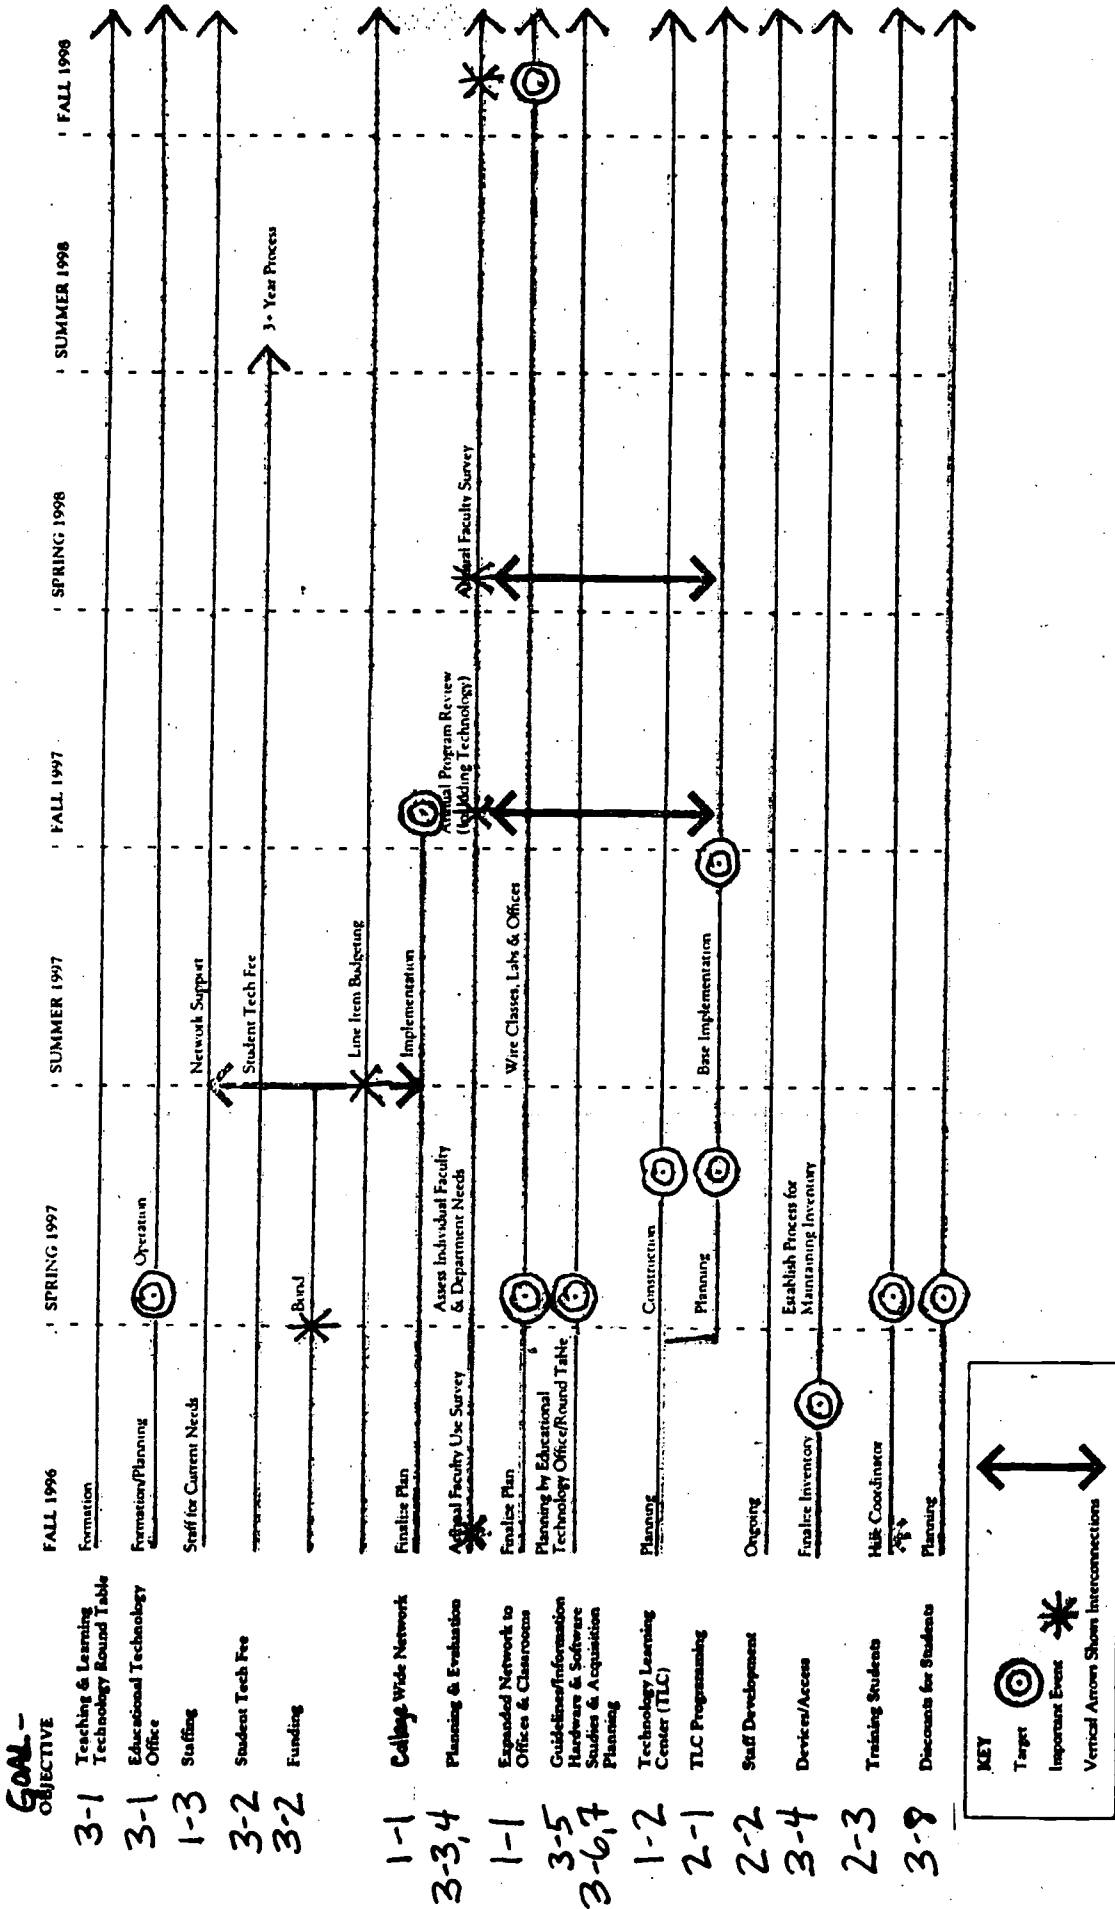 GOAL -
OBJECTIVE
FALL 1996
SPRING 1997
SUMMER 1997
FALL 1997
SPRING 1998
SUMMER 1998
FALL 1998
3-1
Teaching & Learning
Technology Round Table
Formation
3-1
Educational Technology
Office
Formation/Planning
Operation
1-3
Staffing
Staff for Current Needs
Network Support
3-2
Student Tech Fee
Student Tech Fee
3+ Year Process
3-2
Funding
Bond
Line Item Budgeting
1-1
College Wide Network
Finalize Plan
Implementation
3-3,4
Planning & Evaluation
Annual Faculty Use Survey
Assess Individual Faculty
& Department Needs
Annual Program Review
(Including Technology)
Annual Faculty Survey
1-1
Expanded Network to
Offices & Classrooms
Finalize Plan
Wire Classes, Labs & Offices
3-5
3-6,7
Guidelines/Information
Hardware & Software
Studies & Acquisition
Planning
Planning by Educational
Technology Office/Round Table
1-2
Technology Learning
Center (TLC)
Planning
Construction
2-1
TLC Programming
Planning
Base Implementation
2-2
Staff Development
Ongoing
3-4
Devices/Access
Finalize Inventory
Establish Process for
Maintaining Inventory
2-3
Training Students
Hire Coordinator
3-8
Discounts for Students
Planning
KEY
Target
Important Event
Vertical Arrows Shown Interconnections